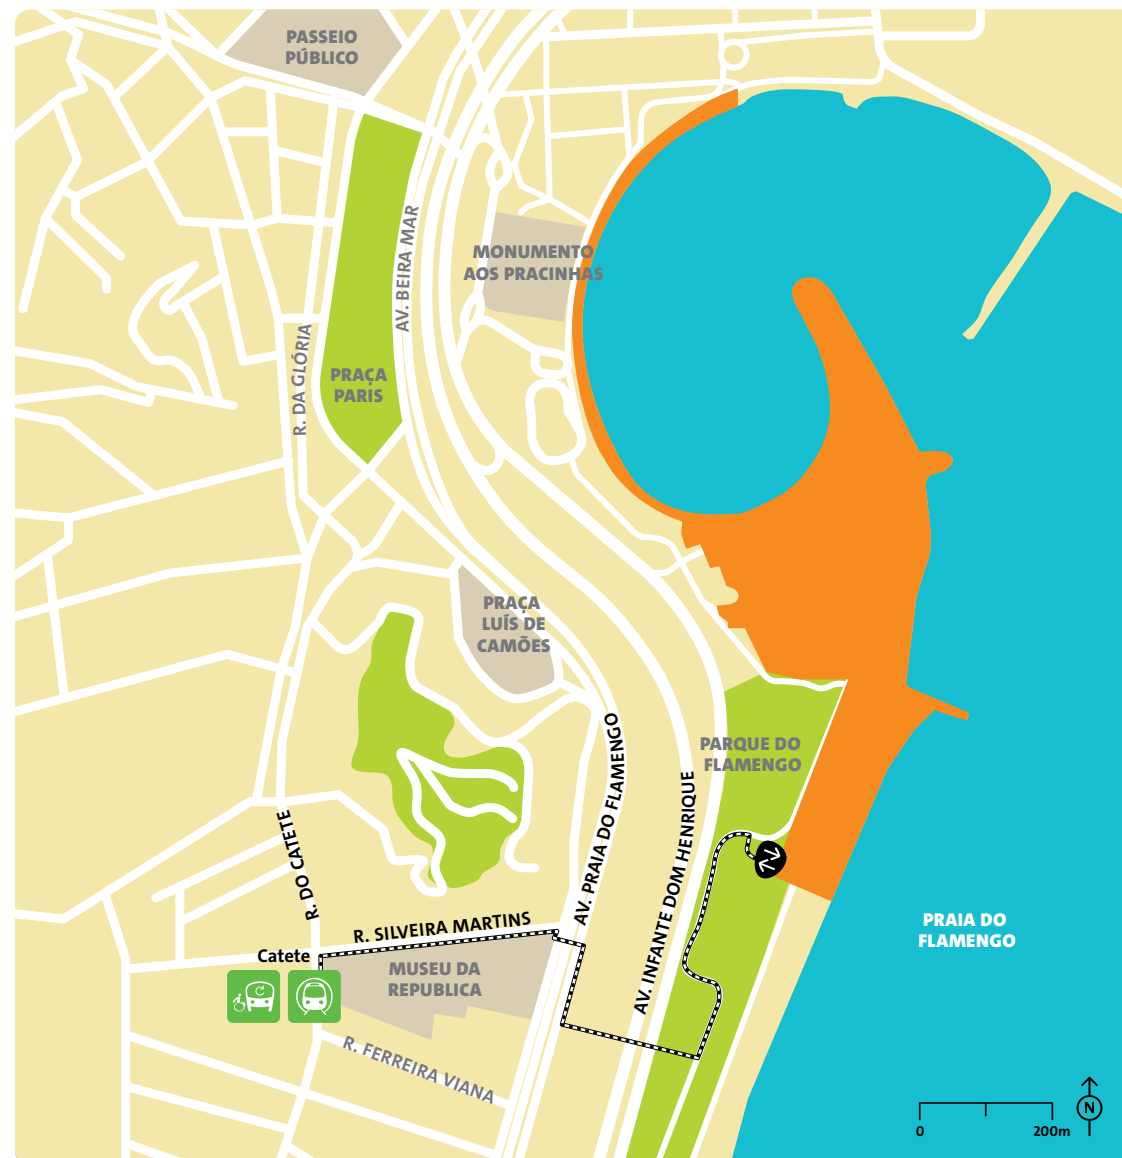 PASSEIO
PÚBLICO
AV. BEIRA MAR
MONUMENTO
AOS PRACINHAS
R. DA GLÓRIA
PRAÇA
PARIS
PRAÇA
LUÍS DE
CAMÕES
AV. PRAIA DO FLAMENGO
PARQUE DO
FLAMENGO
AV. INFANTE DOM HENRIQUE
R. DO CATETE
R. SILVEIRA MARTINS
PRAIA DO
FLAMENGO
Catete
MUSEU DA
REPUBLICA
R. FERREIRA VIANA
N
0
200m